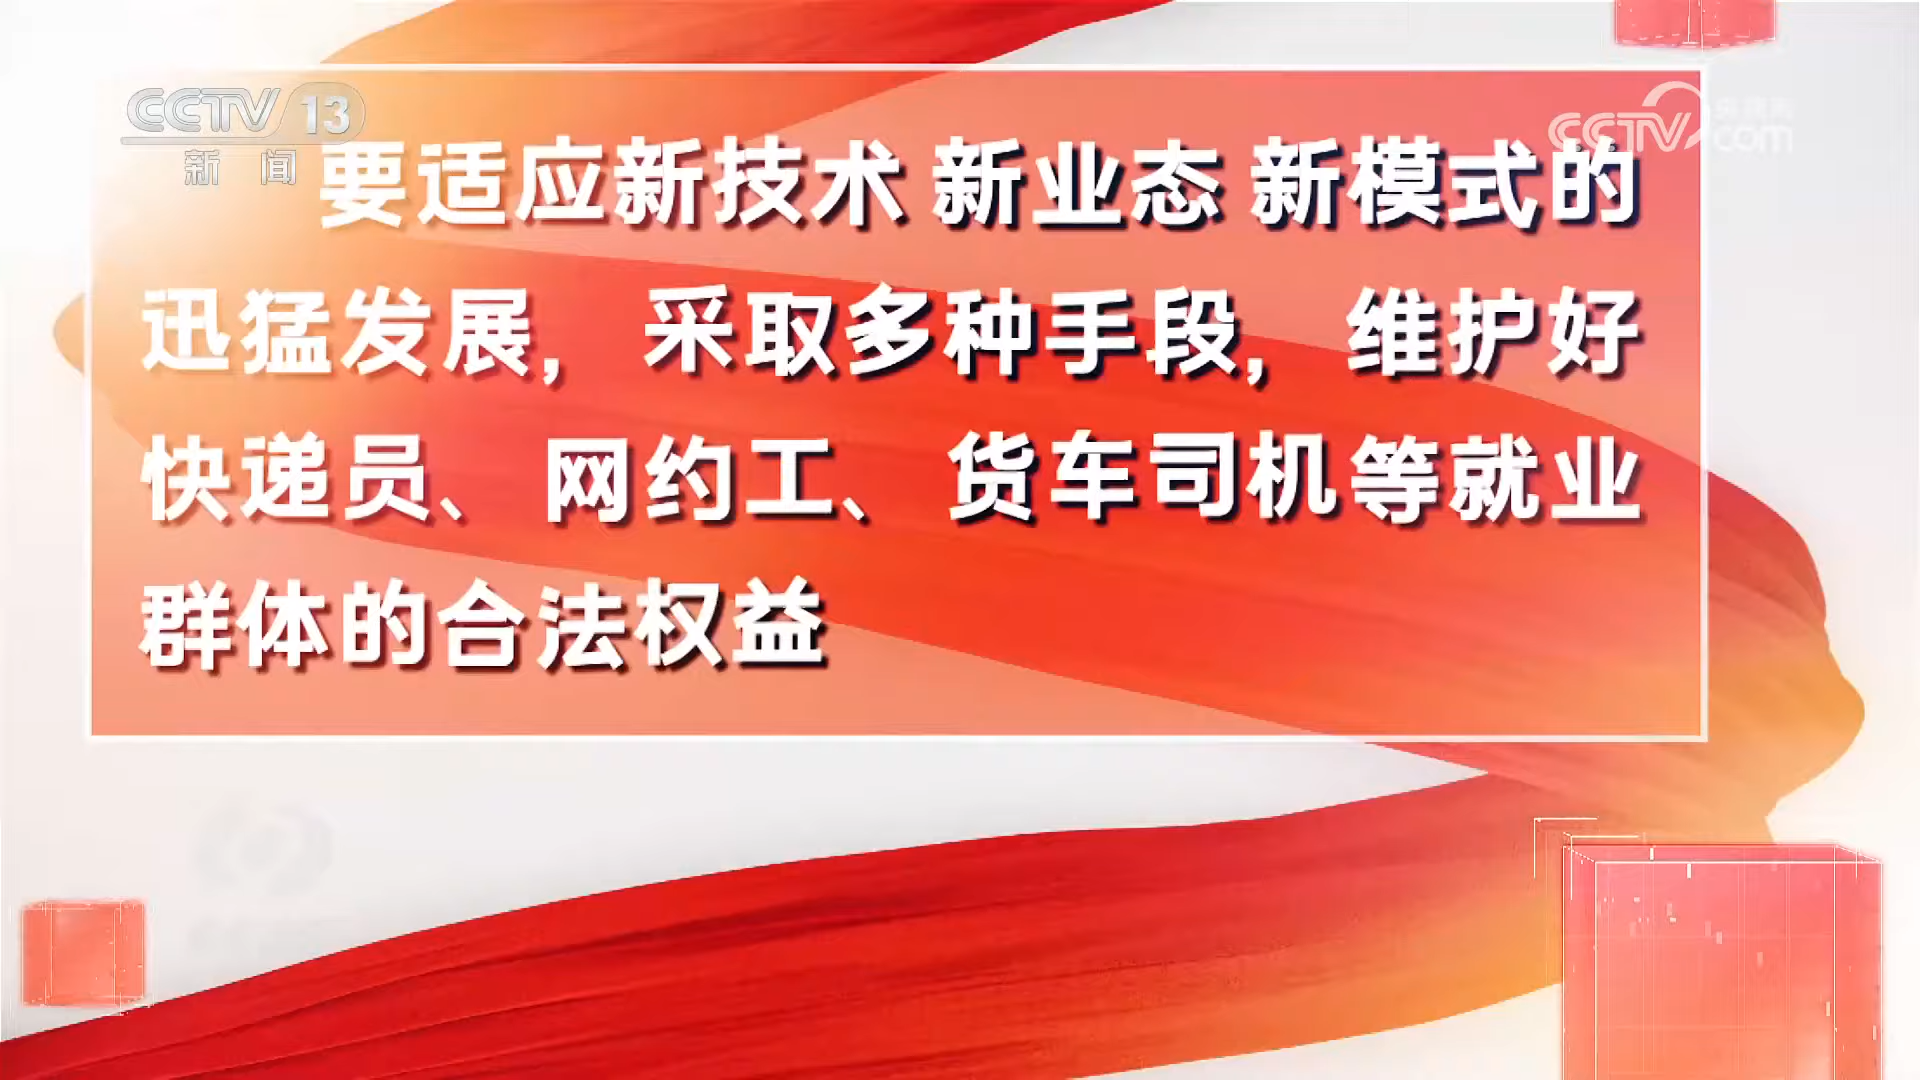 CCTV 13
新闻
CCTV
com
要适应新技术 新业态 新模式的
迅猛发展，采取多种手段，维护好
快递员、网约工、货车司机等就业
群体的合法权益